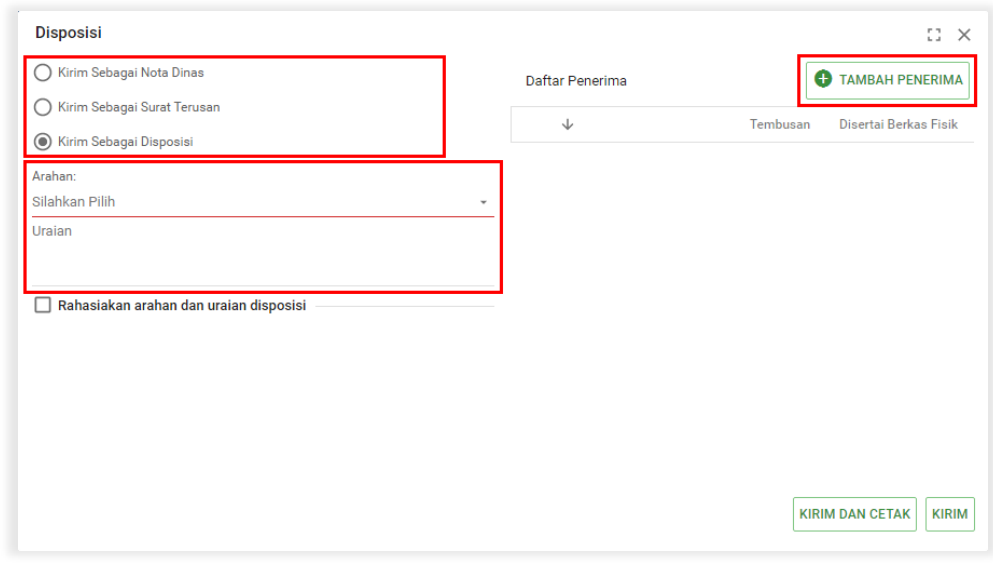 Disposisi
Kirim Sebagai Nota Dinas
Kirim Sebagai Surat Terusan
Kirim Sebagai Disposisi
Arahan:
Silahkan Pilih
Uraian
Rahasiakan arahan dan uraian disposisi
Daftar Penerima
TAMBAH PENERIMA
Tembusan
Disertai Berkas Fisik
KIRIM DAN CETAK
KIRIM